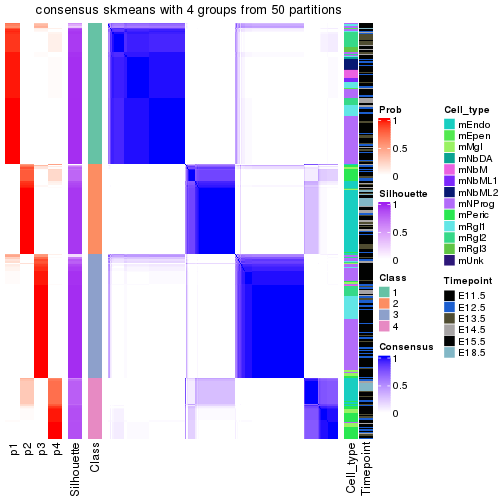 consensus skmeans with 4 groups from 50 partitions
p1
p2
p3
p4
Silhouette
Class
Cell_type
Timepoint
Prob
1
0.5
0
Silhouette
1
0.5
0
Class
1
2
3
4
Consensus
1
0.5
0
Cell_type
mEndo
mEpen
mMgl
mNbDA
mNbM
mNbML1
mNbML2
mNProg
mPeric
mRgl1
mRgl2
mRgl3
mUnk
Timepoint
E11.5
E12.5
E13.5
E14.5
E15.5
E18.5